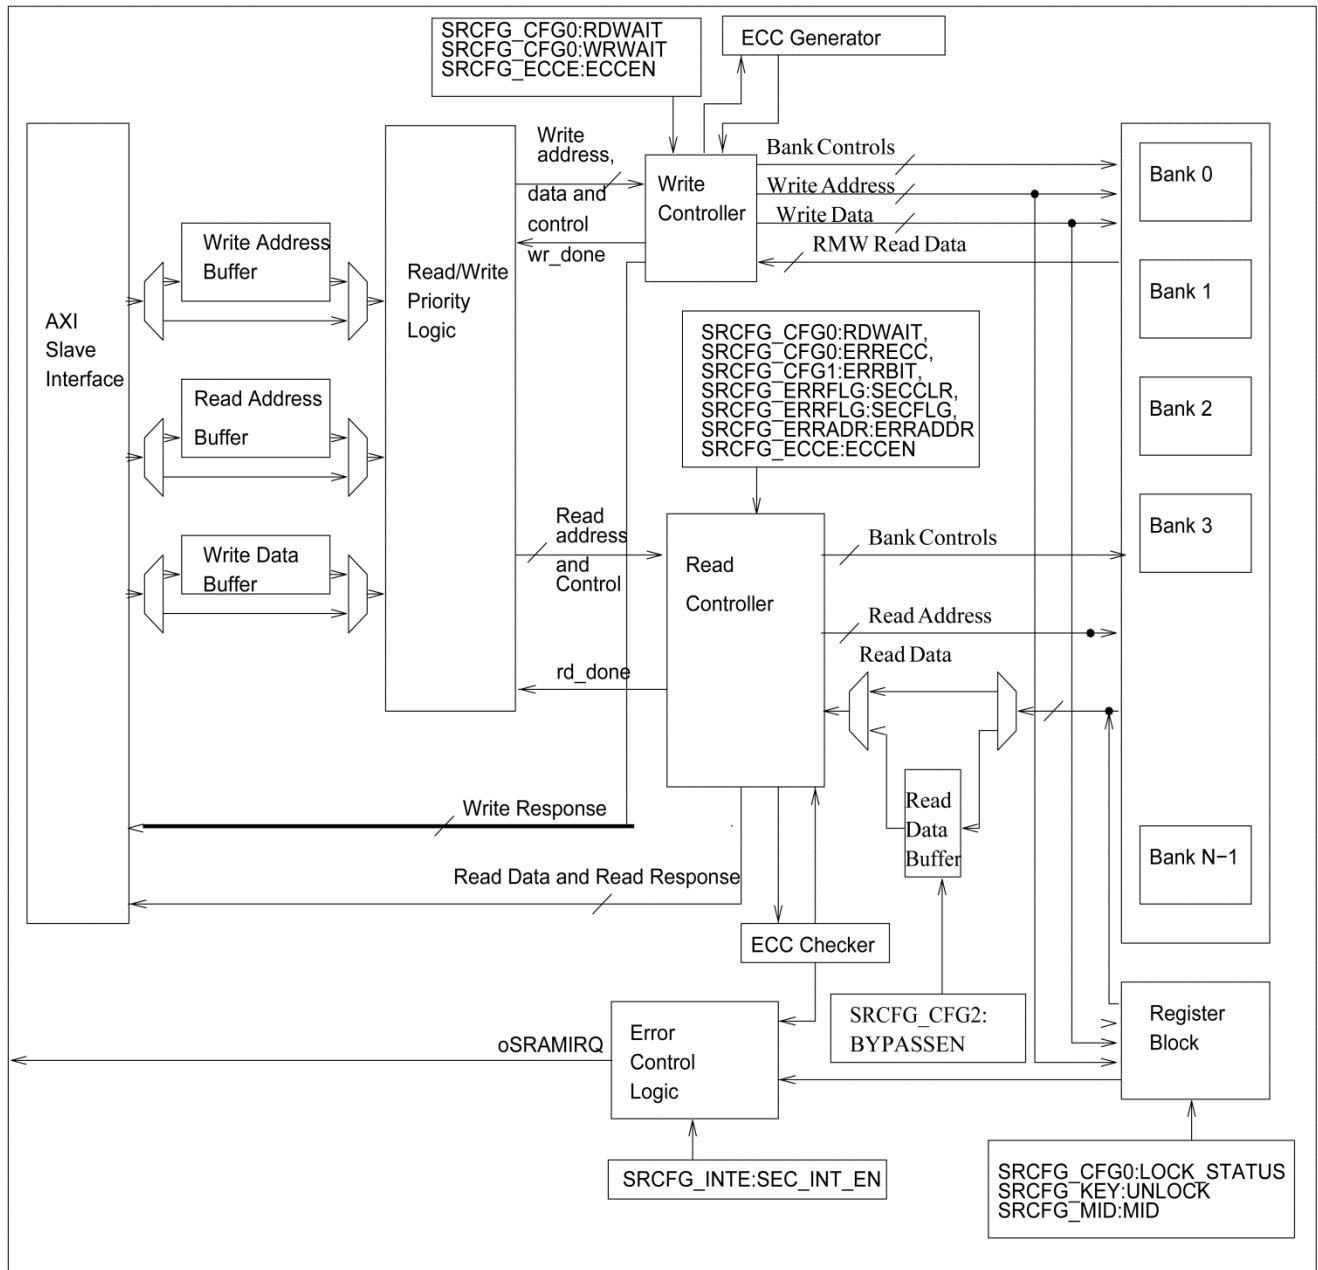 SRCFG_CFG0:RDWAIT
SRCFG_CFG0:WRWAIT
SRCFG_ECCE:ECCEN
ECC Generator
Write
address,
data and
control
wr_done
Write
Controller
Bank Controls
Write Address
Write Data
RMW Read Data
Bank 0
Bank 1
Bank 2
Bank 3
Bank N−1
AXI
Slave
Interface
Write Address
Buffer
Read Address
Buffer
Write Data
Buffer
Read/Write
Priority
Logic
SRCFG_CFG0:RDWAIT,
SRCFG_CFG0:ERRECC,
SRCFG_CFG1:ERRBIT,
SRCFG_ERRFLG:SECCLR,
SRCFG_ERRFLG:SECFLG,
SRCFG_ERRADR:ERRADDR
SRCFG_ECCE:ECCEN
Read
address
and
Control
rd_done
Read
Controller
Bank Controls
Read Address
Read Data
Read
Data
Buffer
Write Response
Read Data and Read Response
ECC Checker
SRCFG_CFG2:
BYPASSEN
Register
Block
oSRAMIRQ
Error
Control
Logic
SRCFG_INTE:SEC_INT_EN
SRCFG_CFG0:LOCK_STATUS
SRCFG_KEY:UNLOCK
SRCFG_MID:MID